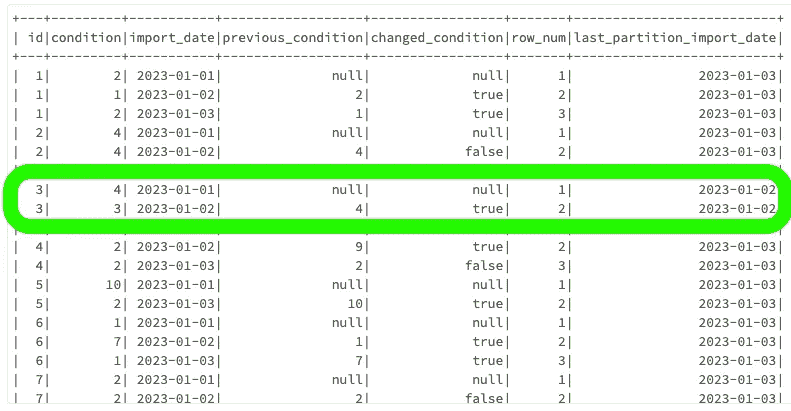 +---+---------+-----------+------------------+-----------------+-------+--------------------------+
| id|condition|import_date|previous_condition|changed_condition|row_num|last_partition_import_date|
+---+---------+-----------+------------------+-----------------+-------+--------------------------+
| 1| 2| 2023-01-01| null| null| 1| 2023-01-03|
| 1| 1| 2023-01-02| 2| true| 2| 2023-01-03|
| 1| 2| 2023-01-03| 1| true| 3| 2023-01-03|
| 2| 4| 2023-01-01| null| null| 1| 2023-01-03|
| 2| 4| 2023-01-02| 4| false| 2| 2023-01-03|
3| 4| 2023-01-01| null| null| 1| 2023-01-02
3| 3| 2023-01-02| 4| true| 2| 2023-01-02
| 4| 2| 2023-01-02| 9| true| 2| 2023-01-03|
| 4| 2| 2023-01-03| 2| false| 3| 2023-01-03|
| 5| 10| 2023-01-01| null| null| 1| 2023-01-03|
| 5| 2| 2023-01-03| 10| true| 2| 2023-01-03|
| 6| 1| 2023-01-01| null| null| 1| 2023-01-03|
| 6| 7| 2023-01-02| 1| true| 2| 2023-01-03|
| 6| 1| 2023-01-03| 7| true| 3| 2023-01-03|
| 7| 2| 2023-01-01| null| null| 1| 2023-01-03|
| 7| 2| 2023-01-02| 2| false| 2| 2023-01-03|